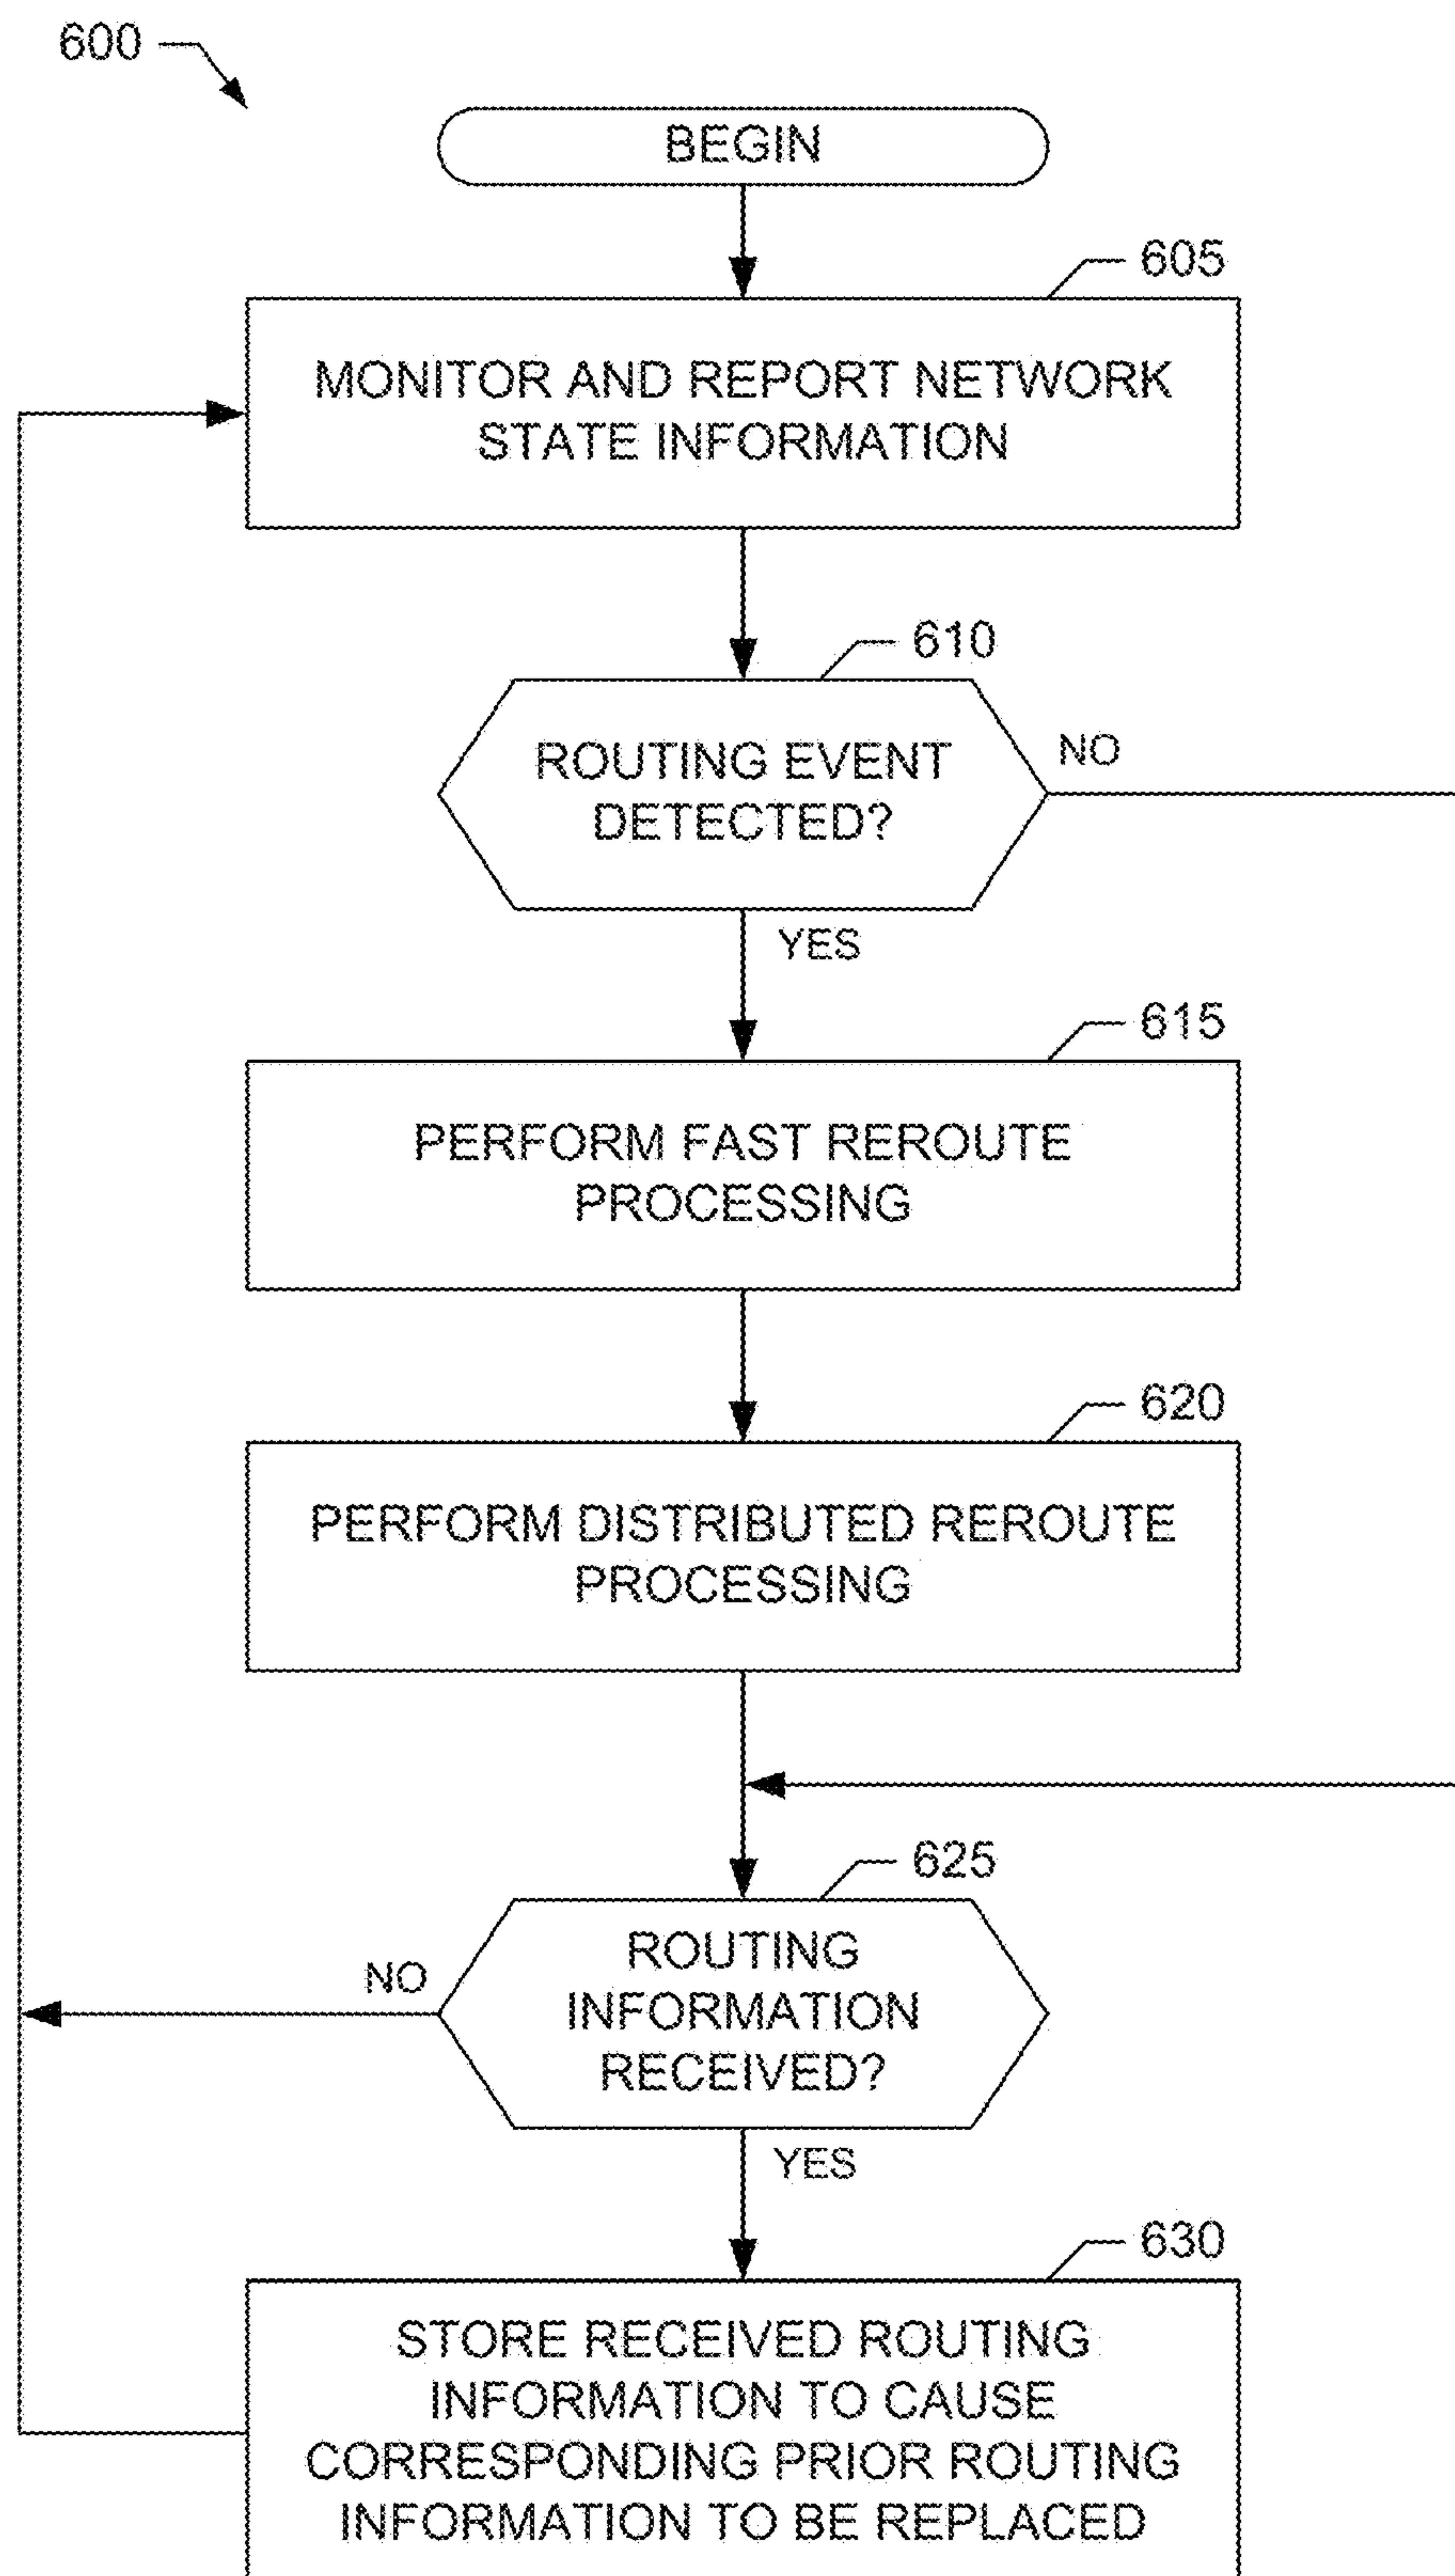 600
BEGIN
605
MONITOR AND REPORT NETWORK
STATE INFORMATION
610
ROUTING EVENT
DETECTED?
NO
YES
615
PERFORM FAST REROUTE
PROCESSING
620
PERFORM DISTRIBUTED REROUTE
PROCESSING
625
ROUTING
INFORMATION
RECEIVED?
NO
YES
630
STORE RECEIVED ROUTING
INFORMATION TO CAUSE
CORRESPONDING PRIOR ROUTING
INFORMATION TO BE REPLACED